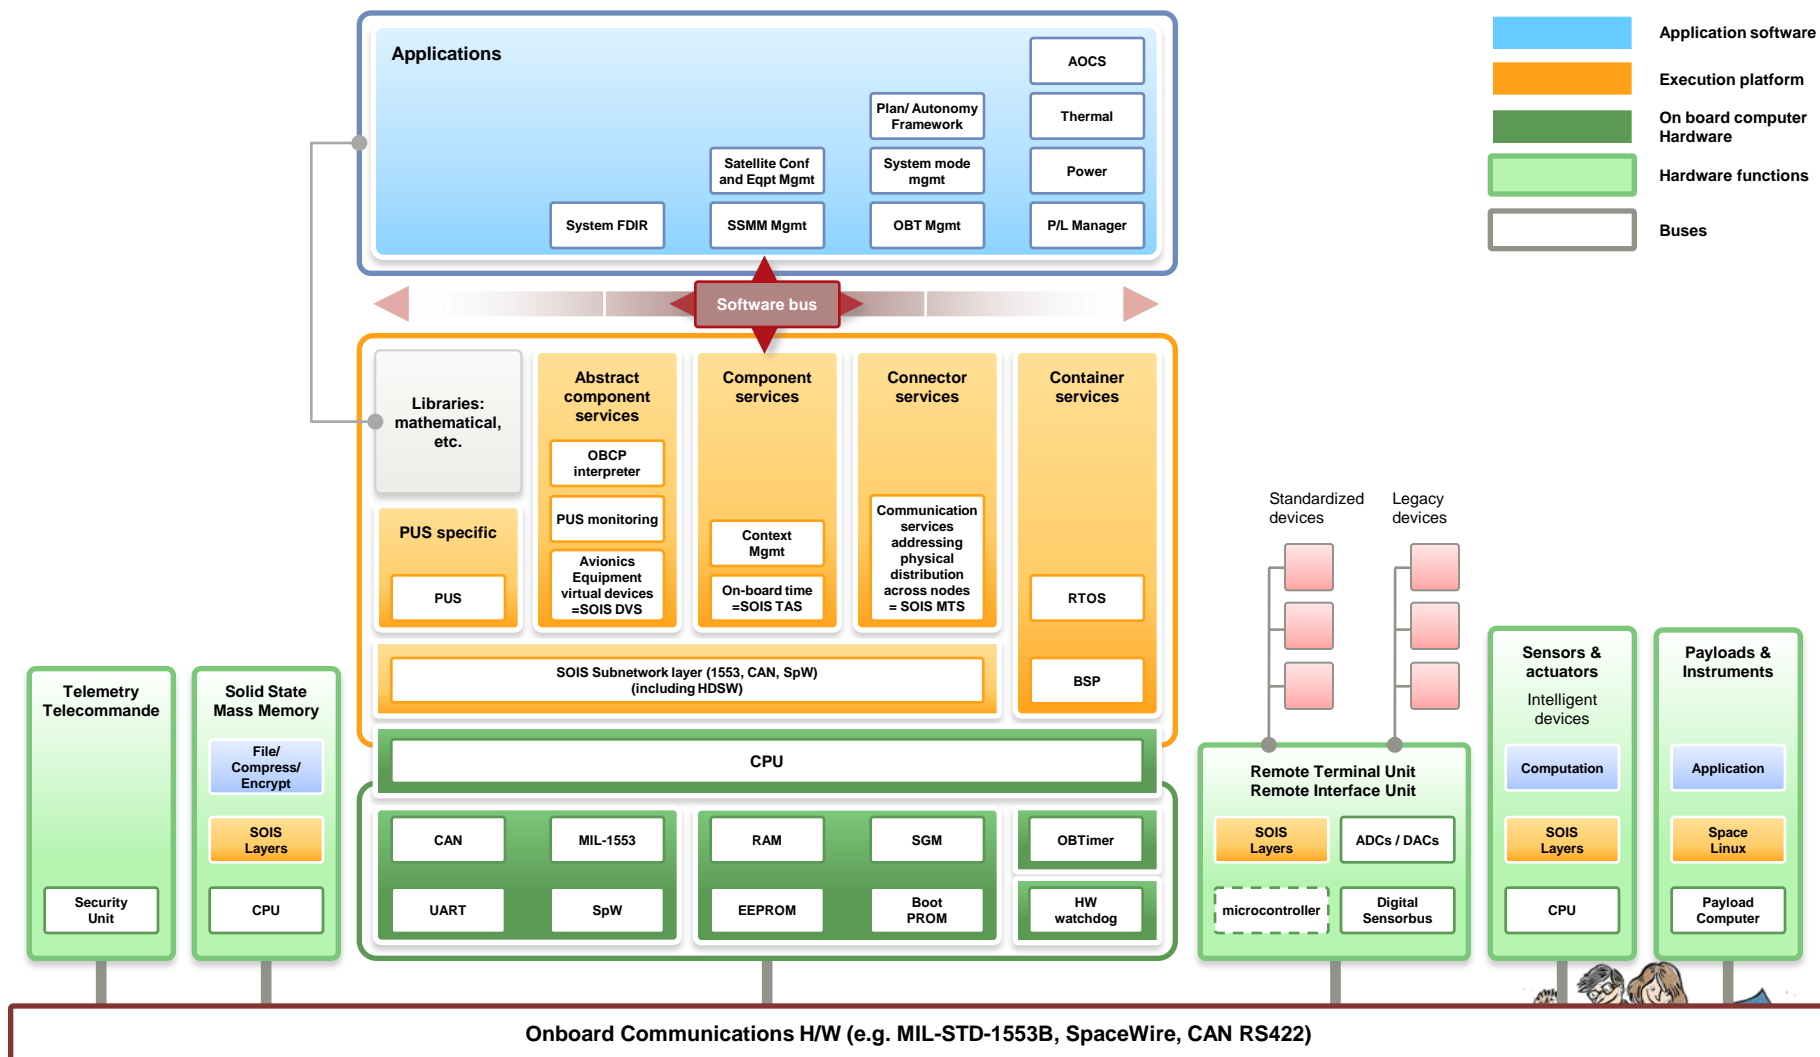 Applications
AOCS
Plan/ Autonomy
Framework
Thermal
Satellite Conf
and Eqpt Mgmt
System mode
mgmt
Power
System FDIR
SSMM Mgmt
OBT Mgmt
P/L Manager
Application software
Execution platform
On board computer
Hardware
Hardware functions
Buses
Software bus
Libraries:
mathematical,
etc.
Abstract
component
services
Component
services
Connector
services
Container
services
OBCP
interpreter
PUS monitoring
Avionics
Equipment
virtual devices
=SOIS DVS
PUS specific
PUS
Context
Mgmt
On-board time
=SOIS TAS
Communication
services
addressing
physical
distribution
across nodes
= SOIS MTS
RTOS
SOIS Subnetwork layer (1553, CAN, SpW)
(including HDSW)
BSP
CPU
CAN
MIL-1553
RAM
SGM
OBTimer
UART
SpW
EEPROM
Boot
PROM
HW
watchdog
Telemetry
Telecommande
Security
Unit
Solid State
Mass Memory
File/
Compress/
Encrypt
SOIS
Layers
CPU
Standardized
devices
Legacy
devices
Remote Terminal Unit
Remote Interface Unit
SOIS
Layers
ADCs / DACs
microcontroller
Digital
Sensorbus
Sensors &
actuators
Intelligent
devices
Computation
SOIS
Layers
CPU
Payloads &
Instruments
Application
Space
Linux
Payload
Computer
Onboard Communications H/W (e.g. MIL-STD-1553B, SpaceWire, CAN RS422)